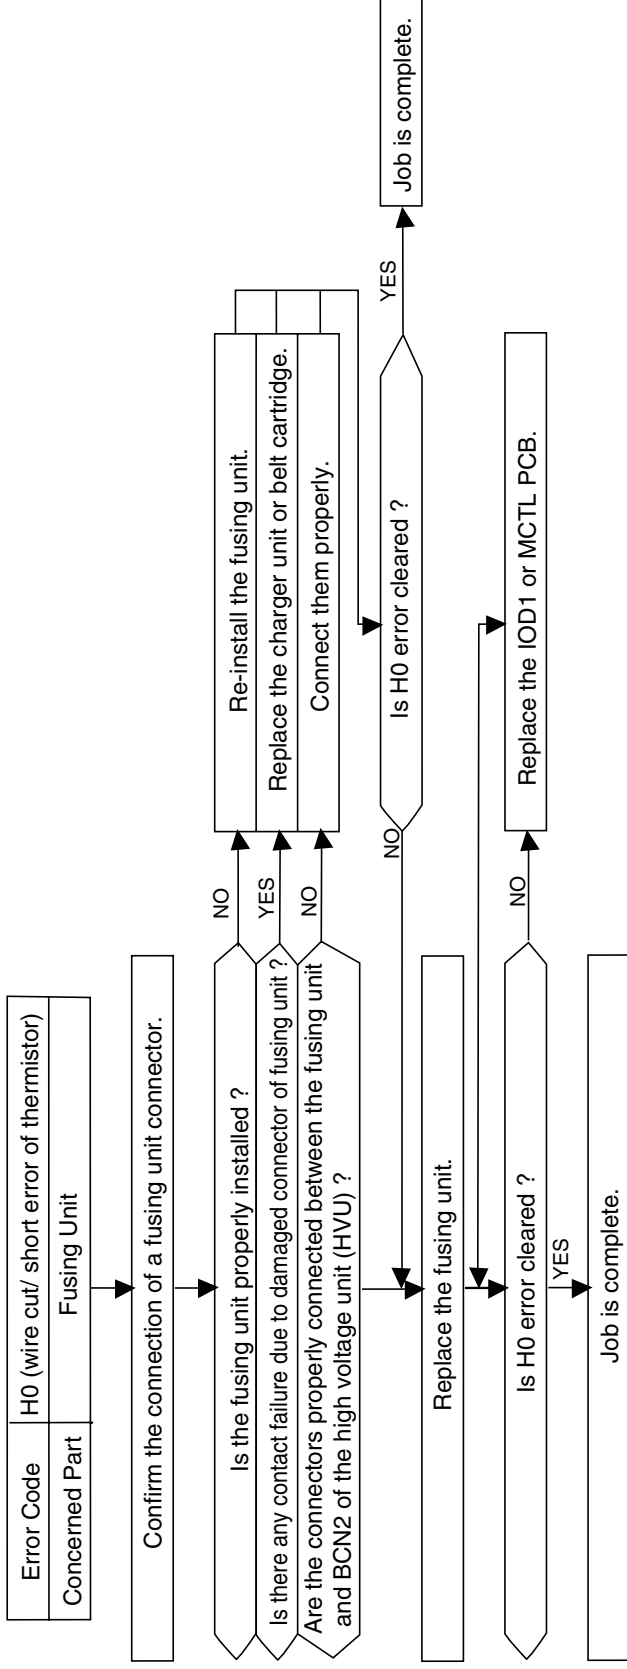 Error Code
H0 (wire cut/ short error of thermistor)
Concerned Part
Fusing Unit
Confirm the connection of a fusing unit connector.
Is the fusing unit properly installed ?
NO
Re-install the fusing unit.
Is there any contact failure due to damaged connector of fusing unit ?
YES
Replace the charger unit or belt cartridge.
Are the connectors properly connected between the fusing unit
and BCN2 of the high voltage unit (HVU) ?
NO
Connect them properly.
Is H0 error cleared ?
YES
Job is complete.
NO
Replace the fusing unit.
Is H0 error cleared ?
NO
Replace the IOD1 or MCTL PCB.
YES
Job is complete.